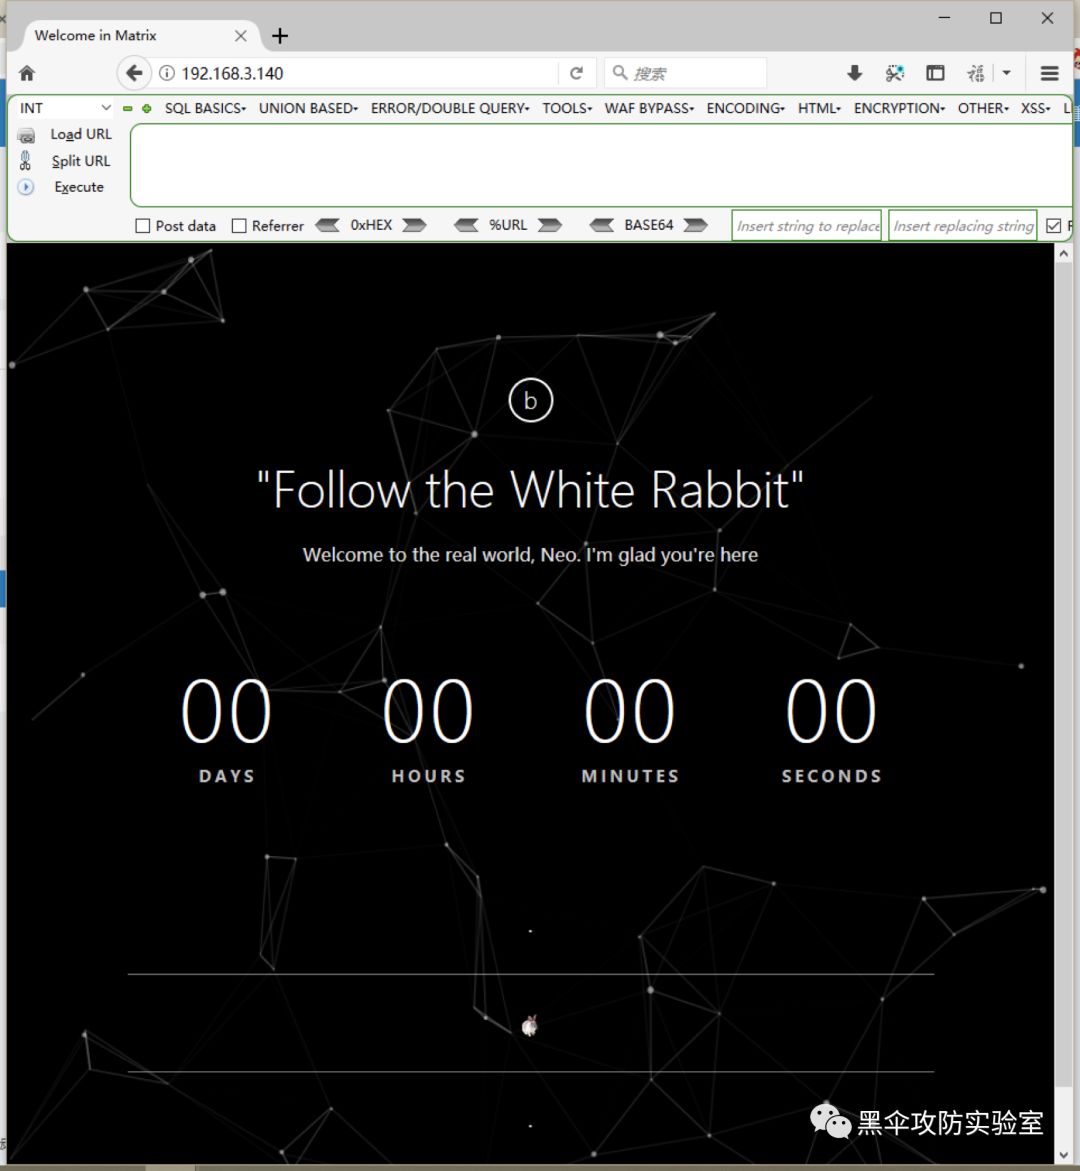 Welcome in Matrix
192.168.3.140
搜索
INT
SQL BASICS UNION BASED ERROR/DOUBLE QUERY TOOLS WAF BYPASS ENCODING HTML ENCRYPTION OTHER XSS L
Load URL
Split URL
Execute
Post data Referrer 0xHEX %URL BASE64 Insert string to replace Insert replacing string
b
"Follow the White Rabbit"
Welcome to the real world, Neo. I'm glad you're here
00 00 00 00
DAYS HOURS MINUTES SECONDS
黑伞攻防实验室